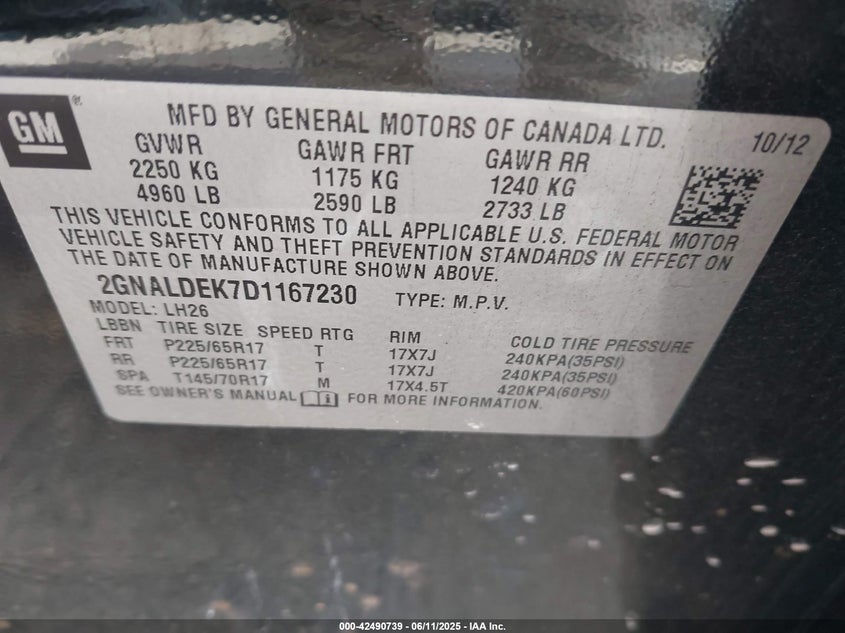 GM®
MFD BY GENERAL MOTORS OF CANADA LTD. 10/12
GVWR GAWR FRT GAWR RR
2250 KG 1175 KG 1240 KG
4960 LB 2590 LB 2733 LB
THIS VEHICLE CONFORMS TO ALL APPLICABLE U.S. FEDERAL MOTOR
VEHICLE SAFETY AND THEFT PREVENTION STANDARDS IN EFFECT ON
THE DATE OF MANUFACTURE SHOWN ABOVE.
2GNALDEK7D1167230 TYPE: M.P.V.
MODEL: LH26
LBBN TIRE SIZE SPEED RTG RIM COLD TIRE PRESSURE
FRT P225/65R17 T 17X7J 240KPA(35PSI)
RR P225/65R17 T 17X7J 240KPA(35PSI)
SPA T145/70R17 M 17X4.5T 420KPA(60PSI)
SEE OWNER'S MANUAL i FOR MORE INFORMATION.
000-42490739 - 06/11/2025 - IAA Inc.